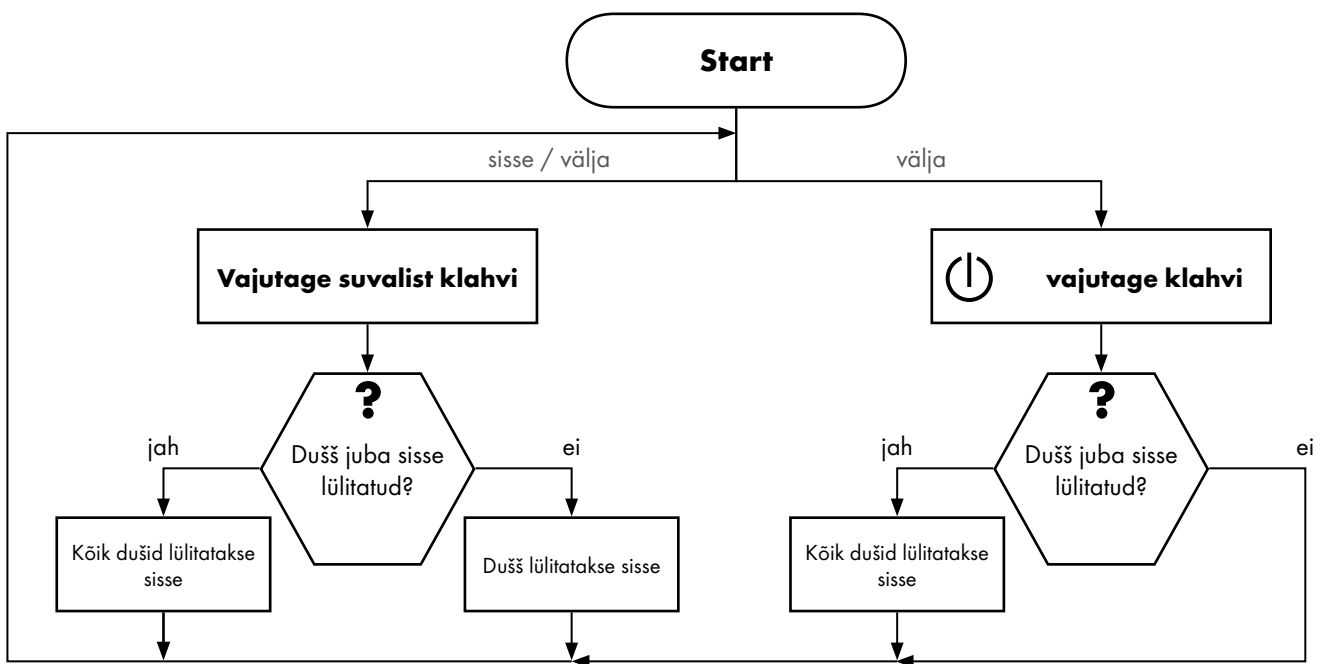 Start
sisse / välja
välja
Vajutage suvalist klahvi
vajutage klahvi
?
Dušš juba sisse
lülitatud?
jah
ei
?
Dušš juba sisse
lülitatud?
jah
ei
Kõik dušid lülitatakse
sisse
Dušš lülitatakse sisse
Kõik dušid lülitatakse
sisse